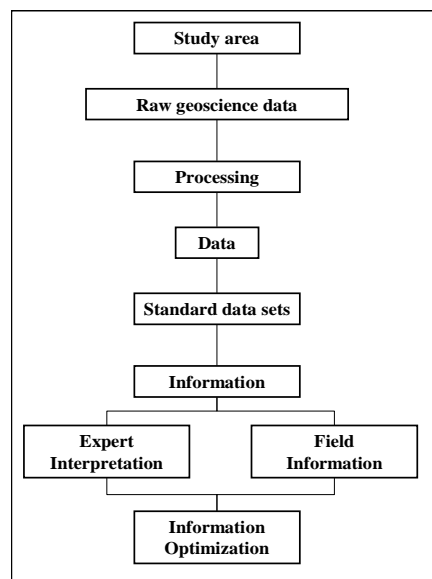 Study area
Raw geoscience data
Processing
Data
Standard data sets
Information
Expert
Interpretation
Field
Information
Information
Optimization